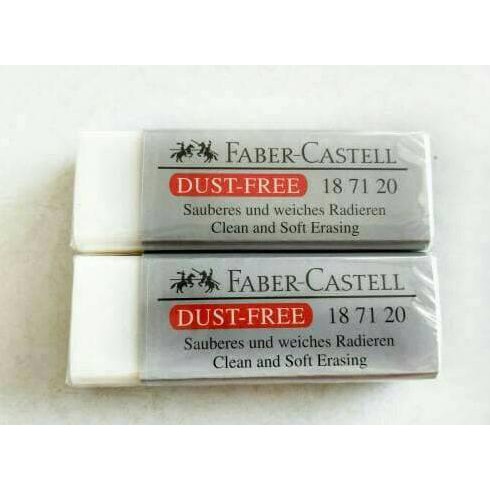 FABER-CASTELL
DUST-FREE 18 71 20
Sauberes und weiches Radieren
Clean and Soft Erasing
FABER-CASTELL
DUST-FREE 18 71 20
Sauberes und weiches Radieren
Clean and Soft Erasing